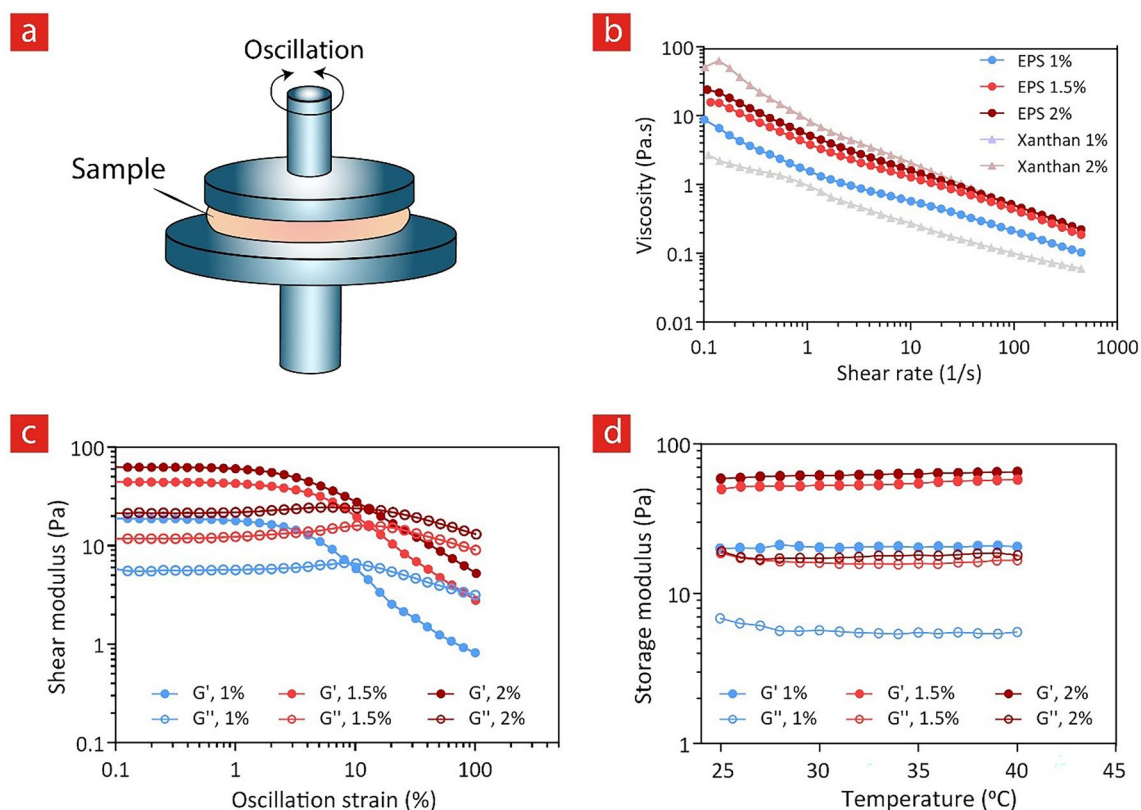 a
Oscillation
Sample
b
100
10
1
0.1
0.01
Viscosity (Pa.s)
0.1 1 10 100 1000
Shear rate (1/s)
EPS 1%
EPS 1.5%
EPS 2%
Xanthan 1%
Xanthan 2%
c
100
10
1
0.1
Shear modulus (Pa)
G', 1% G', 1.5% G', 2%
G'', 1% G'', 1.5% G'', 2%
0.1 1 10 100
Oscillation strain (%)
d
100
10
1
Storage modulus (Pa)
G' 1% G', 1.5% G', 2%
G'', 1% G'', 1.5% G'', 2%
25 30 35 40 45
Temperature (ºC)